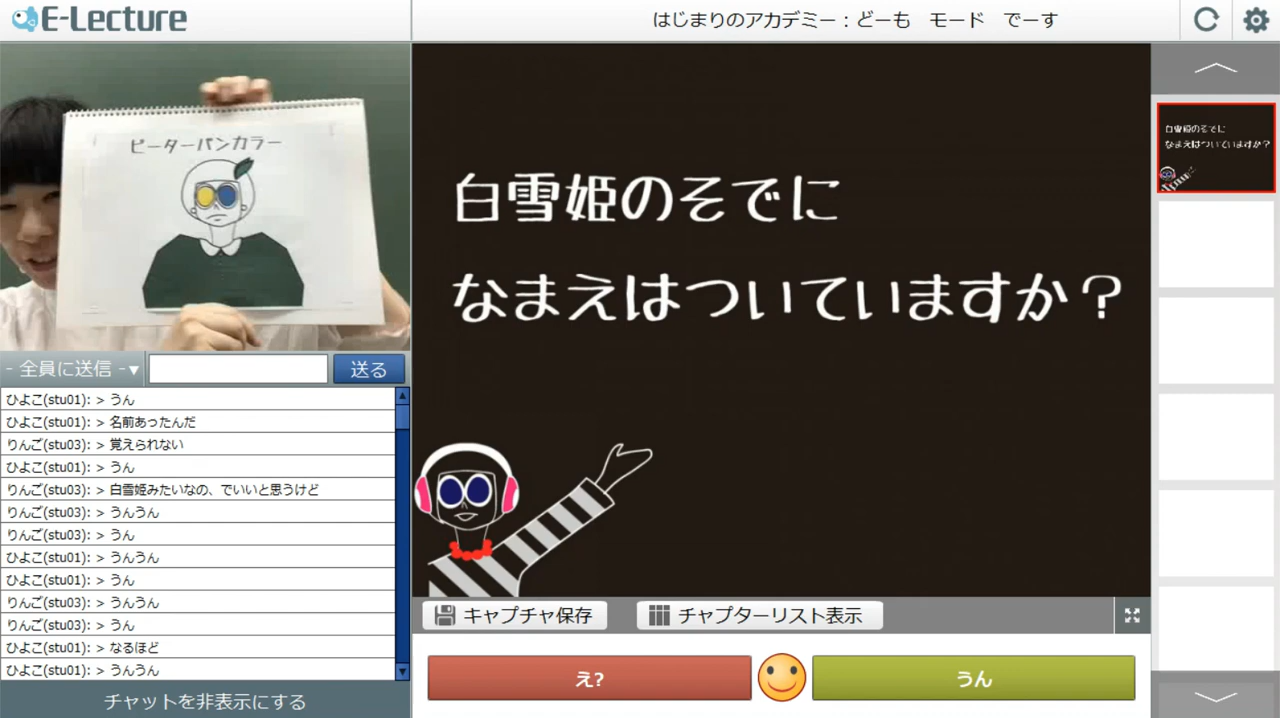 E-Lecture
はじまりのアカデミー：どーも　モード　でーす
ピーターパンカラー
白雪姫のそでに
なまえはついていますか？
白雪姫のそでに
なまえはついていますか？
- 全員に送信 -▼
送る
ひよこ(stu01): > うん
ひよこ(stu01): > 名前あったんだ
りんご(stu03): > 覚えられない
ひよこ(stu01): > うん
りんご(stu03): > 白雪姫みたいなの、でいいと思うけど
りんご(stu03): > うんうん
りんご(stu03): > うん
ひよこ(stu01): > うんうん
ひよこ(stu01): > うん
りんご(stu03): > うんうん
りんご(stu03): > うん
ひよこ(stu01): > なるほど
ひよこ(stu01): > うんうん
チャットを非表示にする
キャプチャ保存
チャプターリスト表示
え?
うん